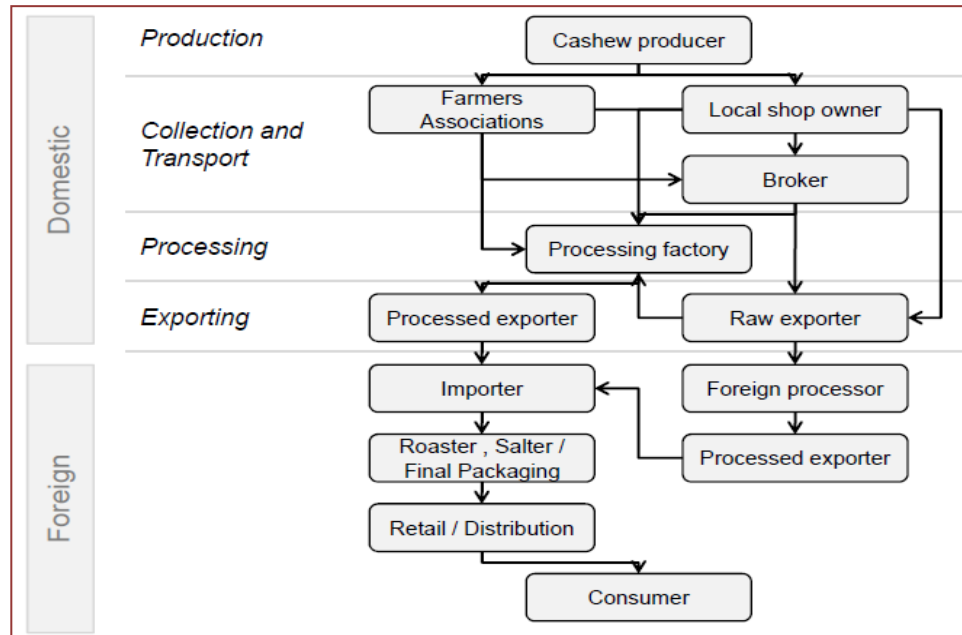 Domestic
Production
Cashew producer
Collection and
Transport
Farmers
Associations
Local shop owner
Broker
Processing
Processing factory
Exporting
Processed exporter
Raw exporter
Foreign
Importer
Foreign processor
Roaster , Salter /
Final Packaging
Processed exporter
Retail / Distribution
Consumer